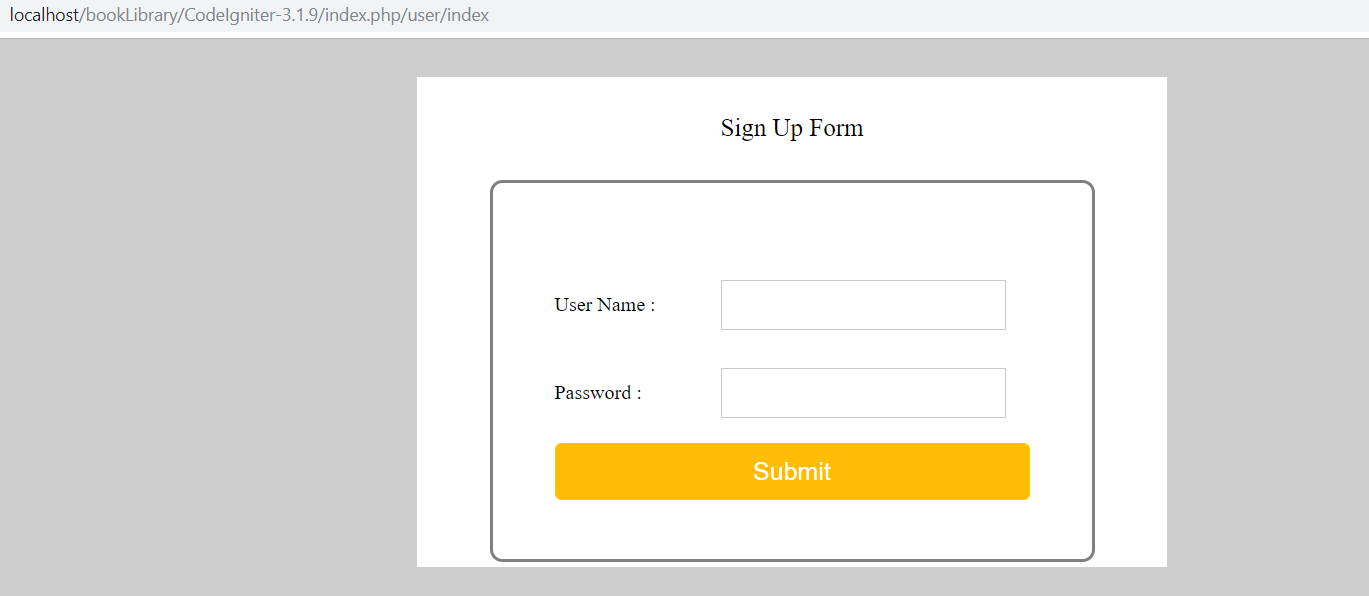 localhost/bookLibrary/CodeIgniter-3.1.9/index.php/user/index
Sign Up Form
User Name :
Password :
Submit